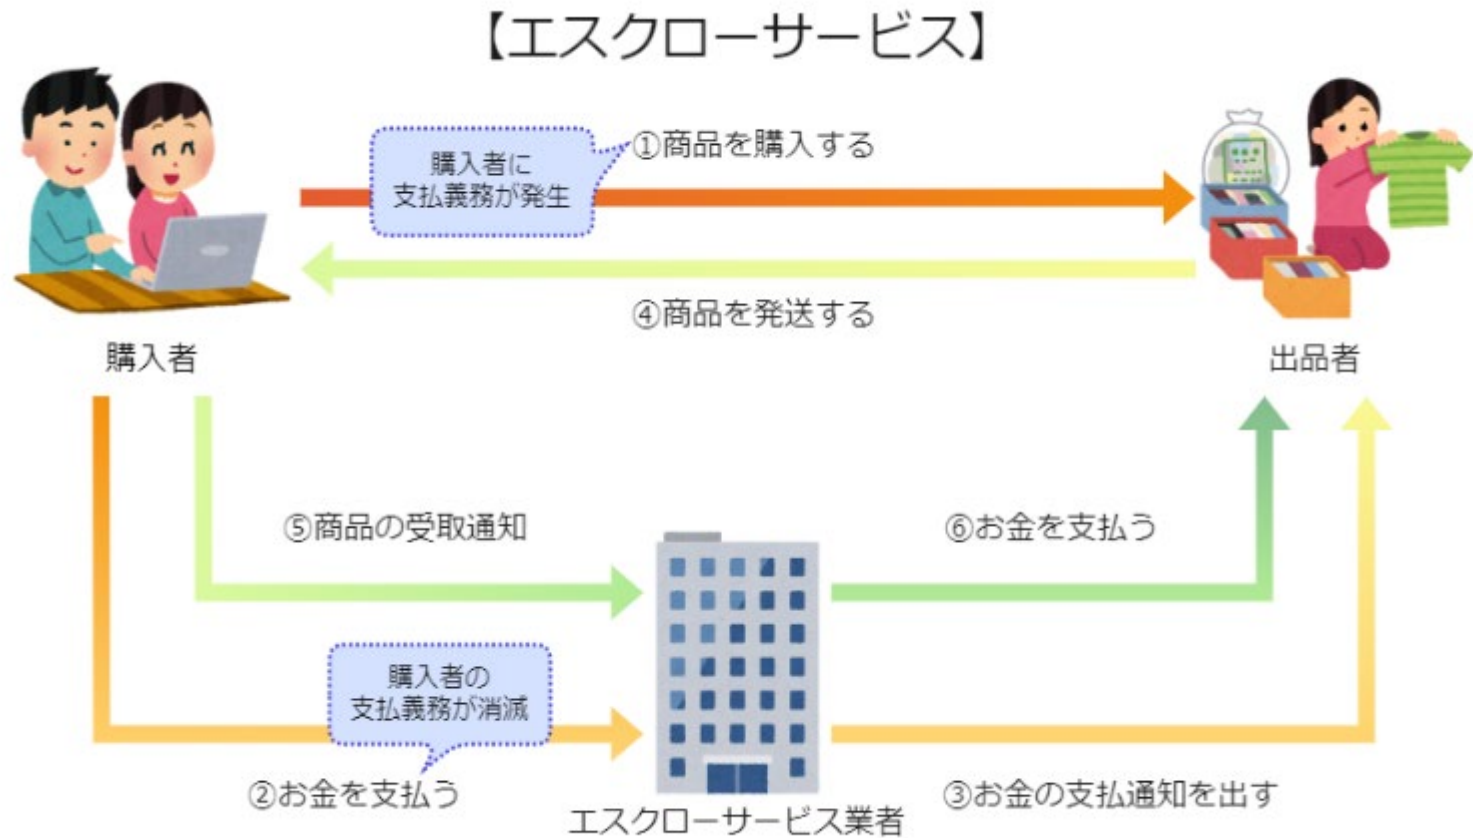 【エスクローサービス】
購入者に
支払義務が発生
①商品を購入する
④商品を発送する
購入者
出品者
⑤商品の受取通知
⑥お金を支払う
購入者の
支払義務が消滅
②お金を支払う
③お金の支払通知を出す
エスクローサービス業者